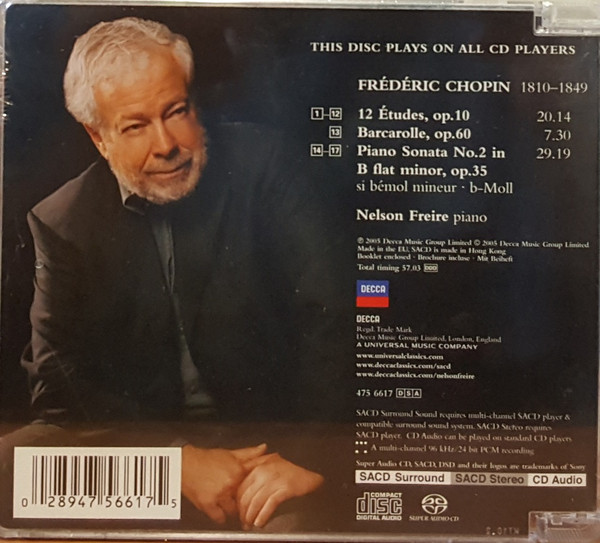 THIS DISC PLAYS ON ALL CD PLAYERS
FRÉDÉRIC CHOPIN 1810–1849
1–12 12 Études, op.10 20.14
13 Barcarolle, op.60 7.30
14–17 Piano Sonata No.2 in 29.19
B flat minor, op.35
si bémol mineur · b-Moll
Nelson Freire piano
℗ 2005 Decca Music Group Limited © 2005 Decca Music Group Limited
Made in the EU. SACD is made in Hong Kong
Booklet enclosed · Brochure incluse · Mit Beiheft
Total timing 57.03 DDD
DECCA
DECCA
Regd. Trade Mark
Decca Music Group Limited, London, England
A UNIVERSAL MUSIC COMPANY
www.universalclassics.com
www.deccaclassics.com/sacd
www.deccaclassics.com/nelsonfreire
475 6617 DSA
SACD Surround Sound requires multi-channel SACD player &
compatible surround sound system. SACD Stereo requires
SACD player. CD Audio can be played on standard CD players
A multi-channel 96 kHz/24 bit PCM recording
Super Audio CD, SACD, DSD and their logos are trademarks of Sony
SACD Surround SACD Stereo CD Audio
COMPACT disc DIGITAL AUDIO SUPER AUDIO CD
0 28947 56617 5